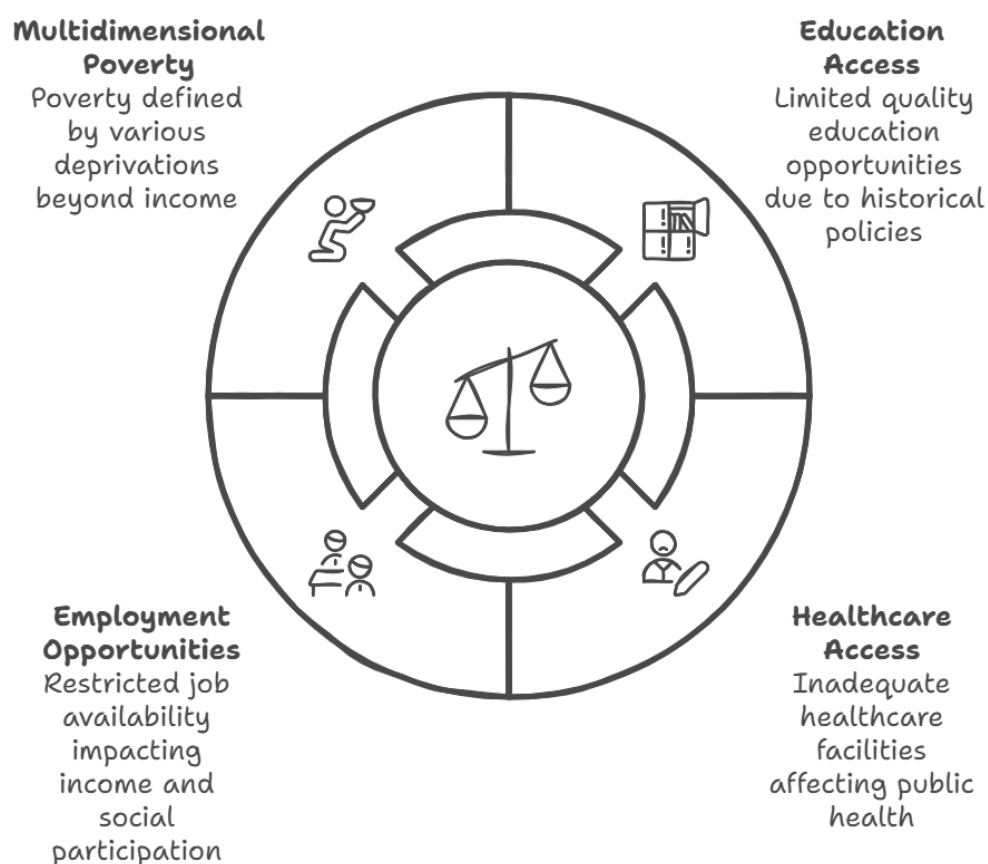 Multidimensional
Poverty
Poverty defined
by various
deprivations
beyond income
Education
Access
Limited quality
education
opportunities
due to historical
policies
Employment
Opportunities
Restricted job
availability
impacting
income and
social
participation
Healthcare
Access
Inadequate
healthcare
facilities
affecting public
health